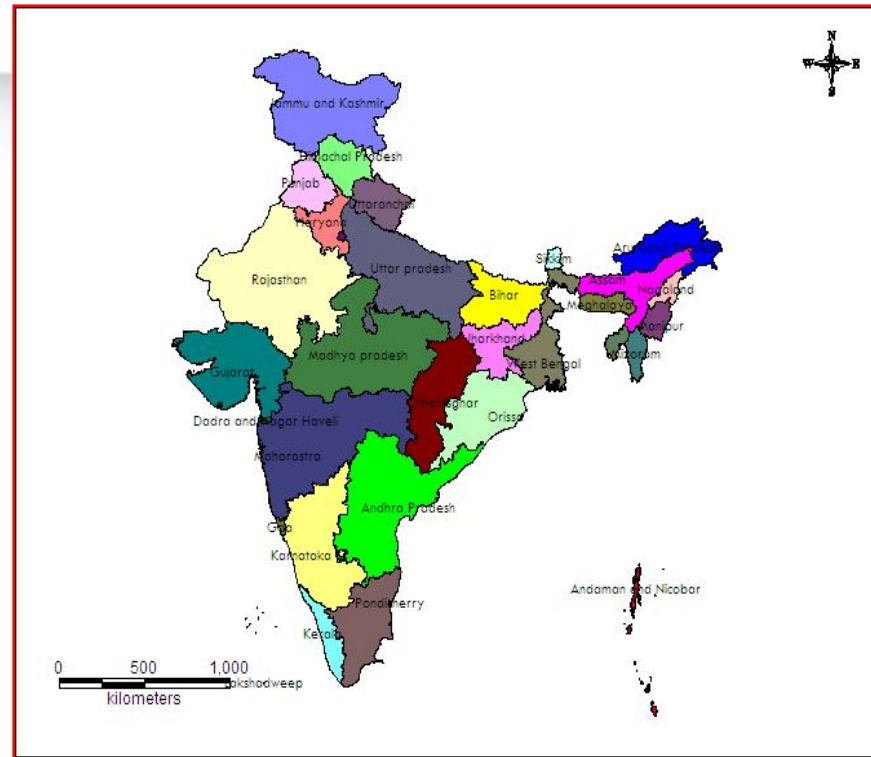 N
W E
S
Jammu and Kashmir
Himachal Pradesh
Punjab
Uttaranchal
Haryana
Arunachal Pradesh
Sikkim
Uttar pradesh
Rajasthan
Assam
Nagaland
Bihar
Meghalaya
Manipur
Jharkhand
Madhya pradesh
Mizoram
West Bengal
Gujarat
Chhattisghar
Dadra and Nagar Haveli
Orissa
Maharastra
Andhra Pradesh
Goa
Karnataka
Andaman and Nicobar
Pondicherry
Kerala
0 500 1,000
kilometers
Lakshadweep